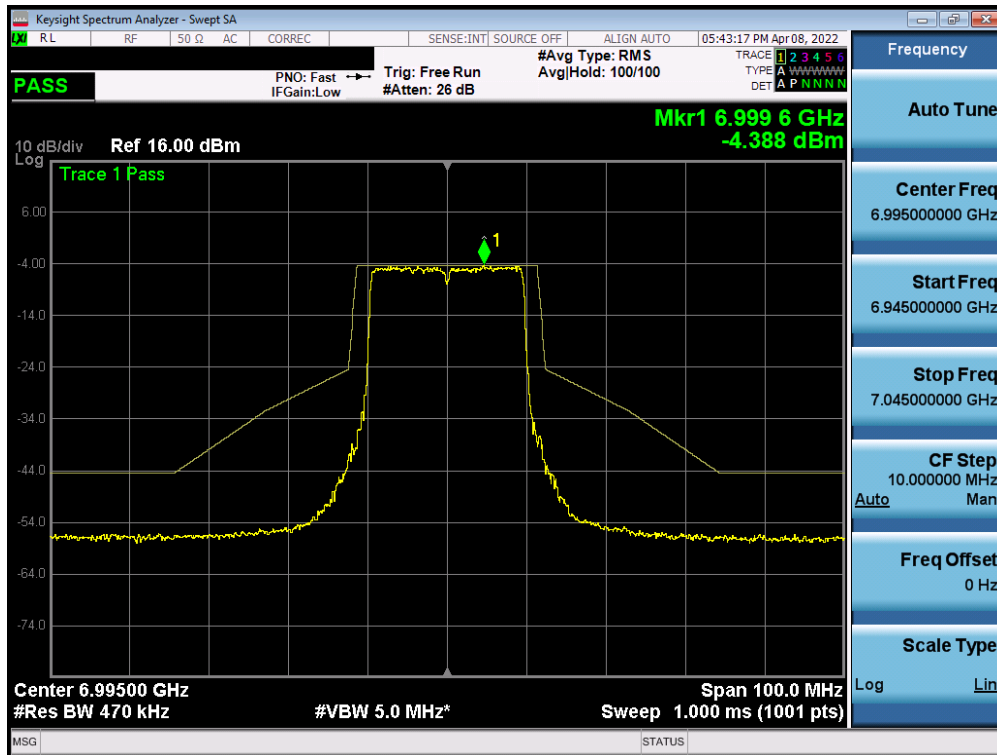 Keysight Spectrum Analyzer - Swept SA
LXI RL RF 50 Ω AC CORREC SENSE:INT SOURCE OFF ALIGN AUTO 05:43:17 PM Apr 08, 2022
PASS
PNO: Fast
IFGain:Low
Trig: Free Run
#Atten: 26 dB
#Avg Type: RMS
Avg|Hold: 100/100
TRACE 1 2 3 4 5 6
TYPE A WWWWW
DET A P N N N N
Mkr1 6.999 6 GHz
-4.388 dBm
10 dB/div Ref 16.00 dBm
Log
Trace 1 Pass
1
6.00
-4.00
-14.0
-24.0
-34.0
-44.0
-54.0
-64.0
-74.0
Center 6.99500 GHz Span 100.0 MHz
#Res BW 470 kHz #VBW 5.0 MHz* Sweep 1.000 ms (1001 pts)
MSG STATUS
Frequency
Auto Tune
Center Freq
6.995000000 GHz
Start Freq
6.945000000 GHz
Stop Freq
7.045000000 GHz
CF Step
10.000000 MHz
Auto Man
Freq Offset
0 Hz
Scale Type
Log Lin